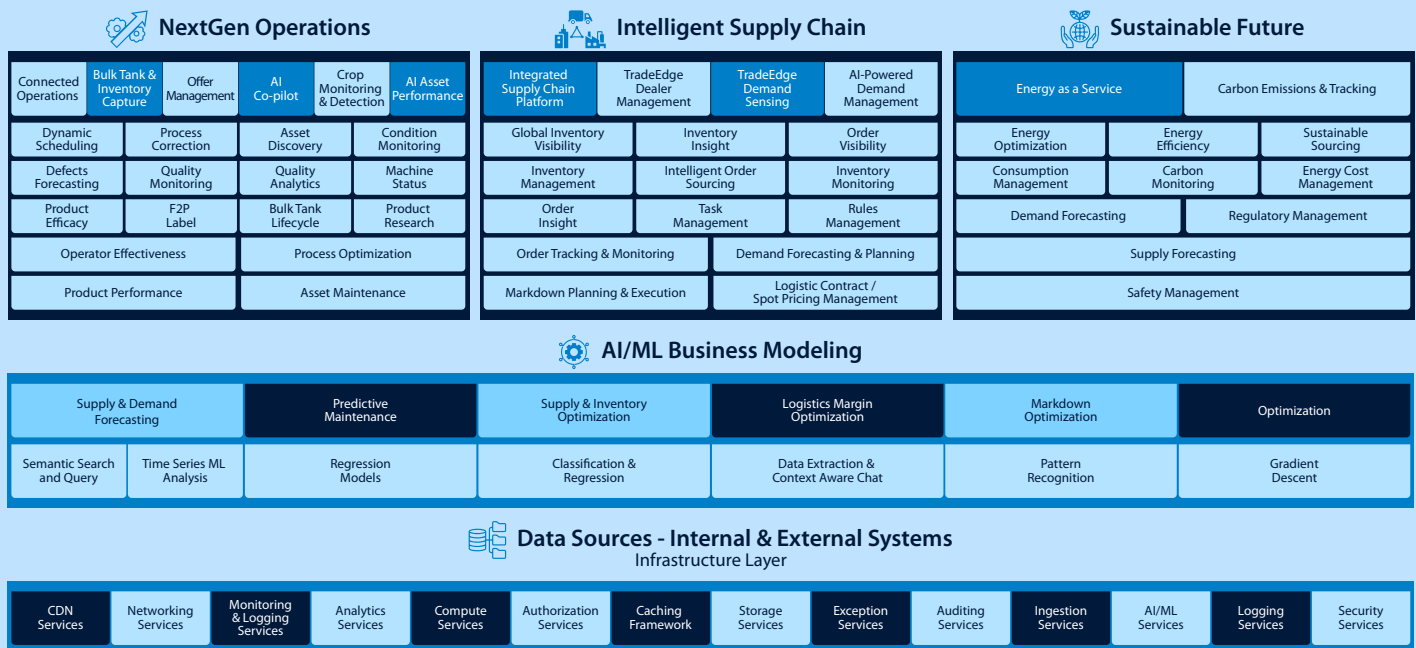 NextGen Operations
Connected
Operations
Bulk Tank &
Inventory
Capture
Offer
Management
AI
Co-pilot
Crop
Monitoring
& Detection
AI Asset
Performance
Dynamic
Scheduling
Process
Correction
Asset
Discovery
Condition
Monitoring
Defects
Forecasting
Quality
Monitoring
Quality
Analytics
Machine
Status
Product
Efficacy
F2P
Label
Bulk Tank
Lifecycle
Product
Research
Operator Effectiveness
Process Optimization
Product Performance
Asset Maintenance
Intelligent Supply Chain
Integrated
Supply Chain
Platform
TradeEdge
Dealer
Management
TradeEdge
Demand
Sensing
AI-Powered
Demand
Management
Global Inventory
Visibility
Inventory
Insight
Order
Visibility
Inventory
Management
Intelligent Order
Sourcing
Inventory
Monitoring
Order
Insight
Task
Management
Rules
Management
Order Tracking & Monitoring
Demand Forecasting & Planning
Markdown Planning & Execution
Logistic Contract /
Spot Pricing Management
Sustainable Future
Energy as a Service
Carbon Emissions & Tracking
Energy
Optimization
Energy
Efficiency
Sustainable
Sourcing
Consumption
Management
Carbon
Monitoring
Energy Cost
Management
Demand Forecasting
Regulatory Management
Supply Forecasting
Safety Management
AI/ML Business Modeling
Supply & Demand
Forecasting
Predictive
Maintenance
Supply & Inventory
Optimization
Logistics Margin
Optimization
Markdown
Optimization
Optimization
Semantic Search
and Query
Time Series ML
Analysis
Regression
Models
Classification &
Regression
Data Extraction &
Context Aware Chat
Pattern
Recognition
Gradient
Descent
Data Sources - Internal & External Systems
Infrastructure Layer
CDN
Services
Networking
Services
Monitoring
& Logging
Services
Analytics
Services
Compute
Services
Authorization
Services
Caching
Framework
Storage
Services
Exception
Services
Auditing
Services
Ingestion
Services
AI/ML
Services
Logging
Services
Security
Services